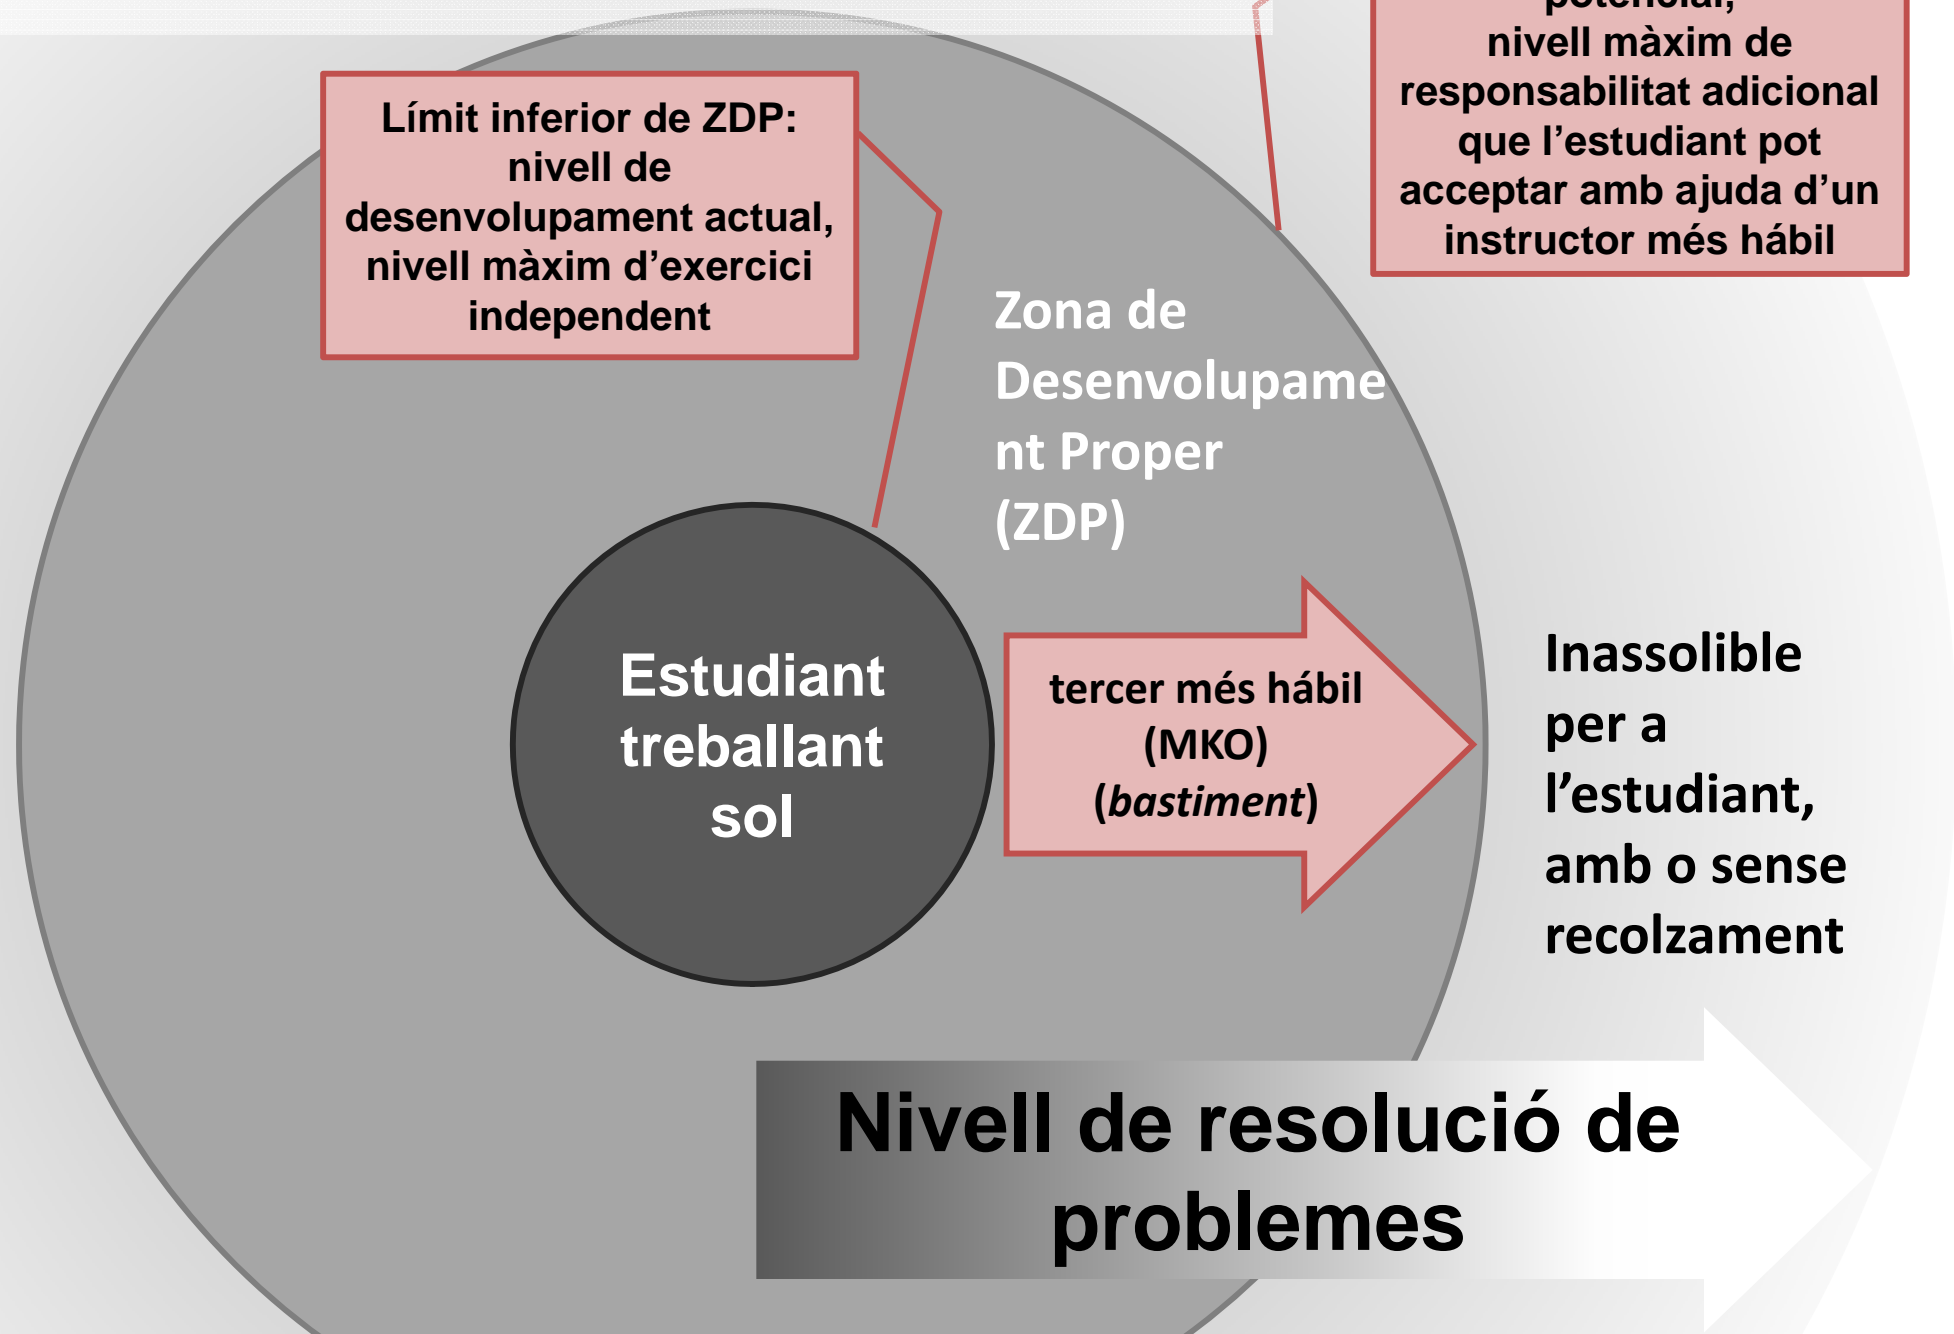 Límit inferior de ZDP:
nivell de
desenvolupament actual,
nivell màxim d’exercici
independent
potencial,
nivell màxim de
responsabilitat adicional
que l’estudiant pot
acceptar amb ajuda d’un
instructor més hábil
Zona de
Desenvolupame
nt Proper
(ZDP)
Estudiant
treballant
sol
tercer més hábil
(MKO)
(bastiment)
Inassolible
per a
l’estudiant,
amb o sense
recolzament
Nivell de resolució de
problemes